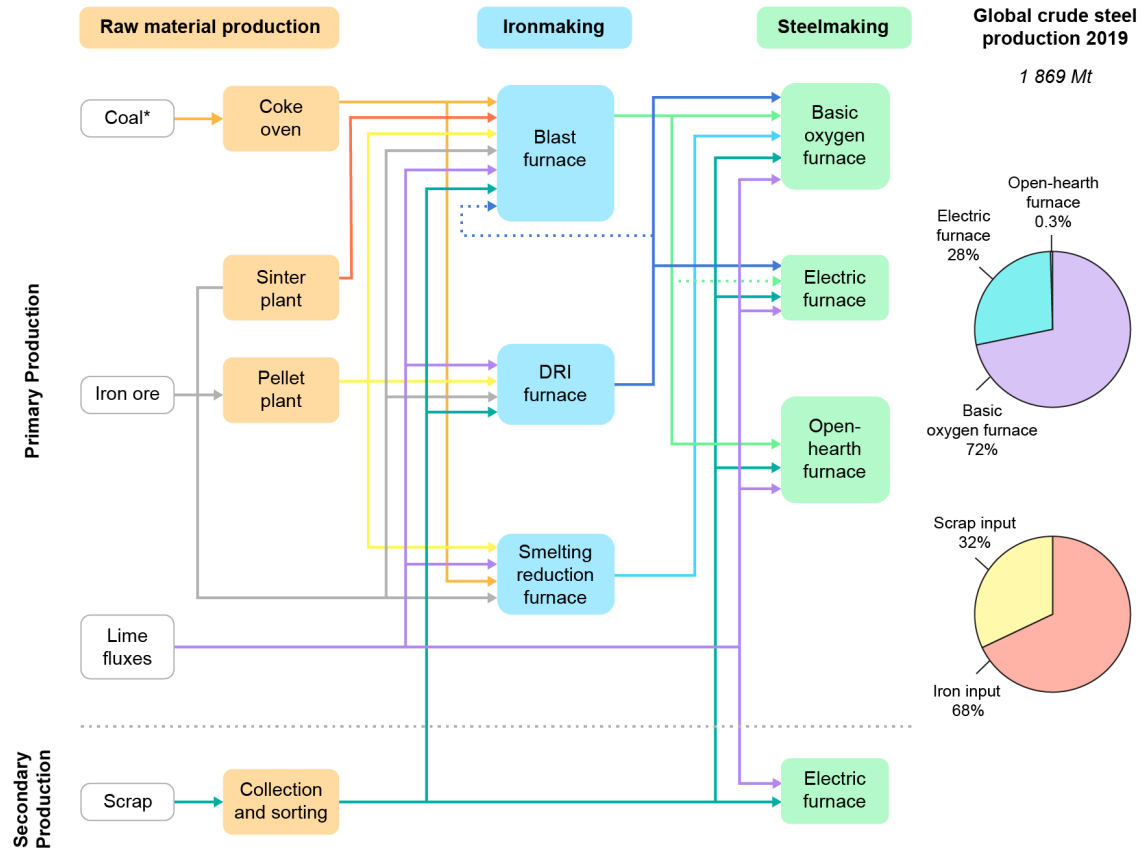 Raw material production
Ironmaking
Steelmaking
Global crude steel
production 2019
1 869 Mt
Primary Production
Coal*
Coke
oven
Blast
furnace
Basic
oxygen
furnace
Sinter
plant
Electric
furnace
Iron ore
Pellet
plant
DRI
furnace
Open-
hearth
furnace
Smelting
reduction
furnace
Lime
fluxes
Secondary
Production
Scrap
Collection
and sorting
Electric
furnace
Open-hearth
furnace
0.3%
Electric
furnace
28%
Basic
oxygen furnace
72%
Scrap input
32%
Iron input
68%